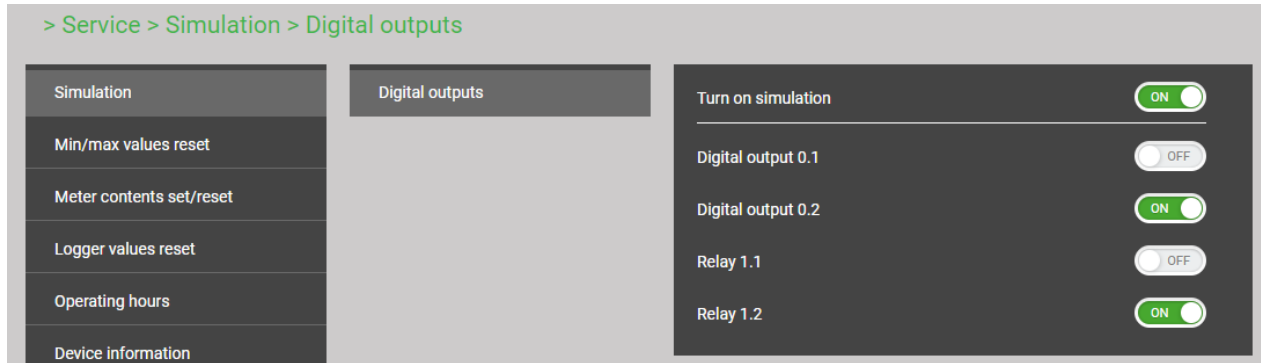 > Service > Simulation > Digital outputs
Simulation
Min/max values reset
Meter contents set/reset
Logger values reset
Operating hours
Device information
Digital outputs
Turn on simulation ON
Digital output 0.1 OFF
Digital output 0.2 ON
Relay 1.1 OFF
Relay 1.2 ON